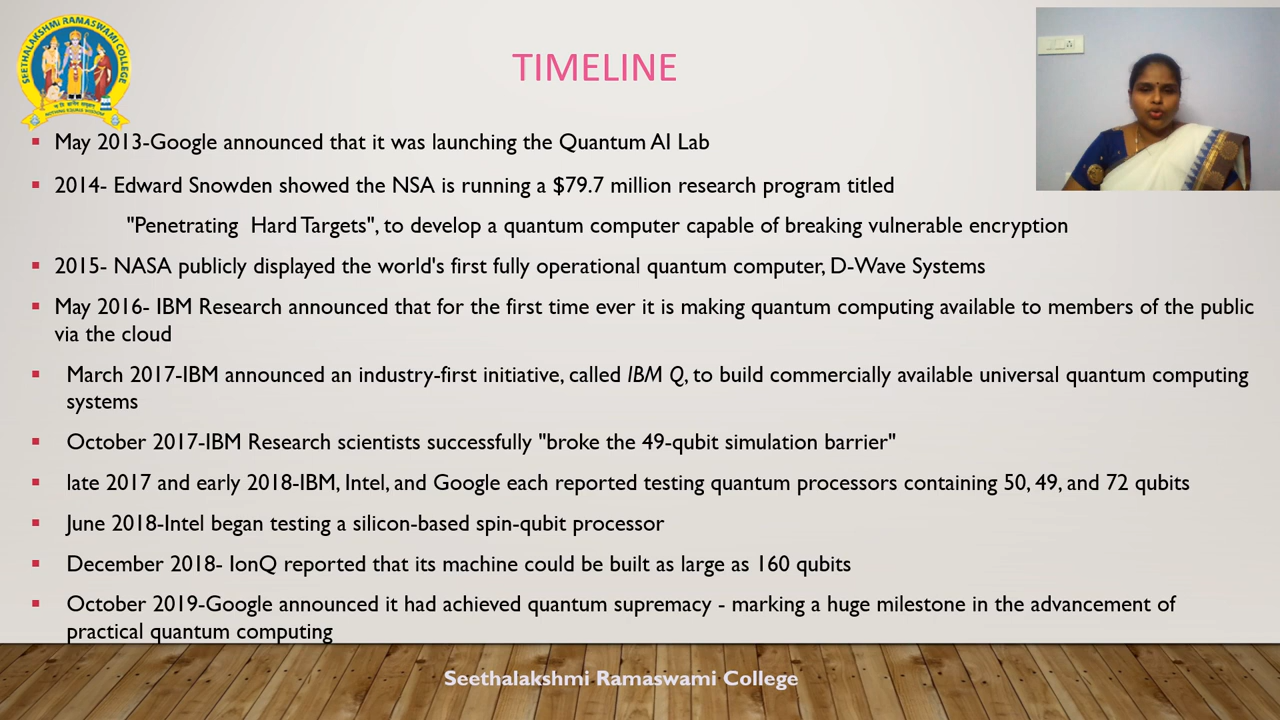 SEETHALAKSHMI RAMASWAMI COLLEGE
TIMELINE
May 2013-Google announced that it was launching the Quantum AI Lab
2014- Edward Snowden showed the NSA is running a $79.7 million research program titled
"Penetrating Hard Targets", to develop a quantum computer capable of breaking vulnerable encryption
2015- NASA publicly displayed the world's first fully operational quantum computer, D-Wave Systems
May 2016- IBM Research announced that for the first time ever it is making quantum computing available to members of the public
via the cloud
March 2017-IBM announced an industry-first initiative, called IBM Q, to build commercially available universal quantum computing
systems
October 2017-IBM Research scientists successfully "broke the 49-qubit simulation barrier"
late 2017 and early 2018-IBM, Intel, and Google each reported testing quantum processors containing 50, 49, and 72 qubits
June 2018-Intel began testing a silicon-based spin-qubit processor
December 2018- IonQ reported that its machine could be built as large as 160 qubits
October 2019-Google announced it had achieved quantum supremacy - marking a huge milestone in the advancement of
practical quantum computing
Seethalakshmi Ramaswami College